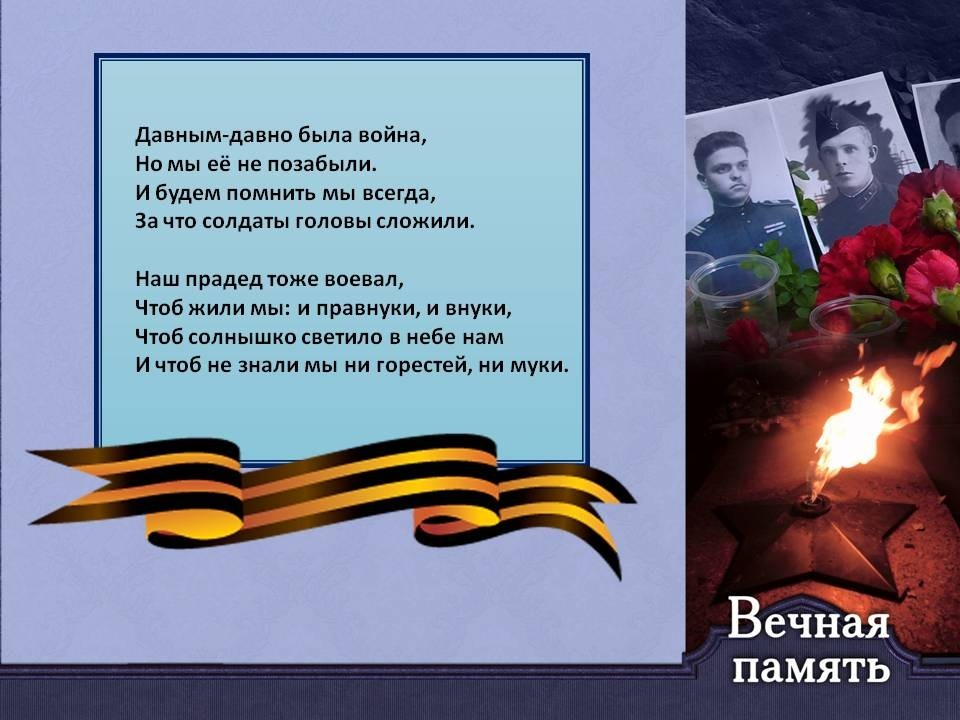 Давным-давно была война,
Но мы её не позабыли.
И будем помнить мы всегда,
За что солдаты головы сложили.
Наш прадед тоже воевал,
Чтоб жили мы: и правнуки, и внуки,
Чтоб солнышко светило в небе нам
И чтоб не знали мы ни горестей, ни муки.
Вечная
память